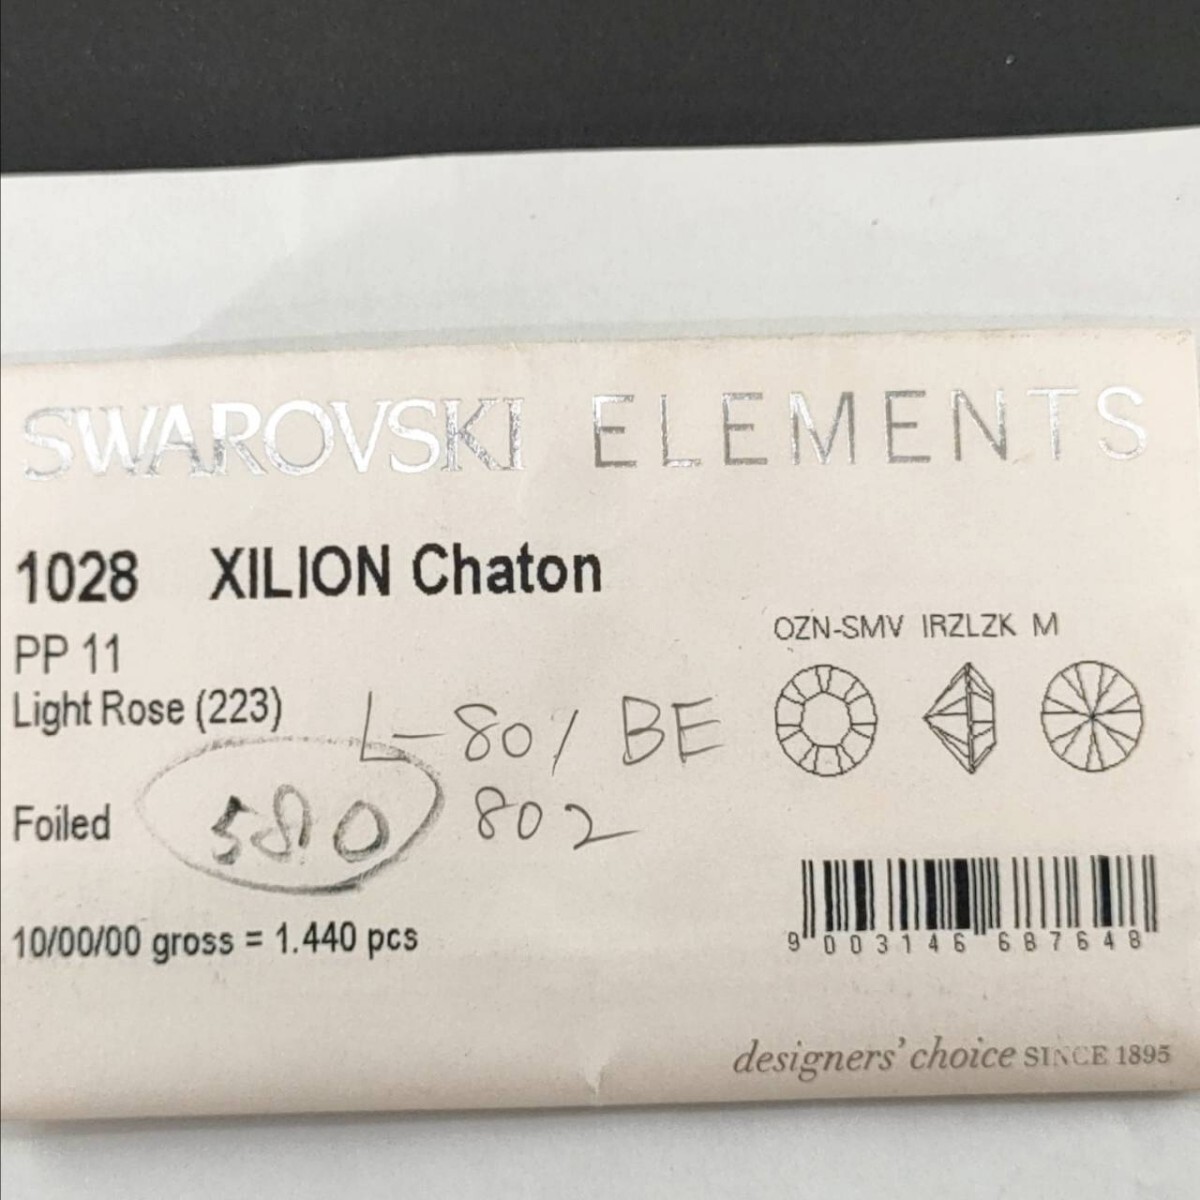 SWAROVSKI ELEMENTS
1028 XILION Chaton
OZN-SMV IRZLZK M
PP 11
Light Rose (223)
L-801 BE
802
Foiled
580
10/00/00 gross = 1.440 pcs
9 003146 687648
designers' choice SINCE 1895